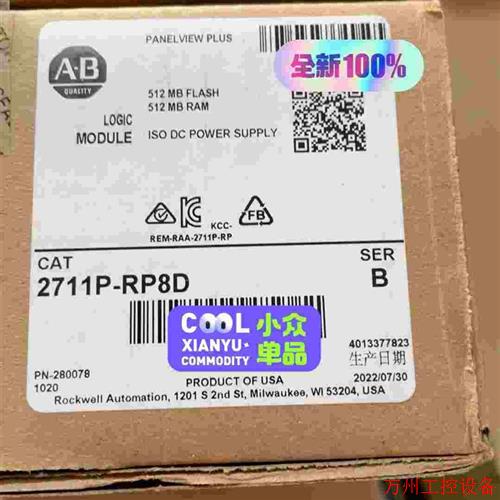 PANELVIEW PLUS
全新100%
A-B
QUALITY
512 MB FLASH
512 MB RAM
LOGIC
MODULE
ISO DC POWER SUPPLY
KCC-
REM-RAA-2711P-RP
FB
CAT
2711P-RP8D
SER
B
COOL
XIANYU
COMMODITY
小众
单品
4013377823
生产日期
2022/07/30
PN-280078
1020
PRODUCT OF USA
Rockwell Automation, 1201 S 2nd St, Milwaukee, WI 53204, USA
万州工控设备